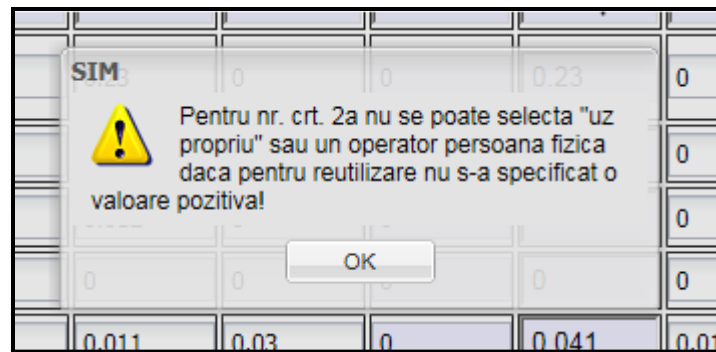 SIM
0.23 0 0 0.23 0
Pentru nr. crt. 2a nu se poate selecta "uz
propriu" sau un operator persoana fizica
daca pentru reutilizare nu s-a specificat o
valoare pozitiva!
0
0
OK
0 0 0 0
0.011 0.03 0 0.041